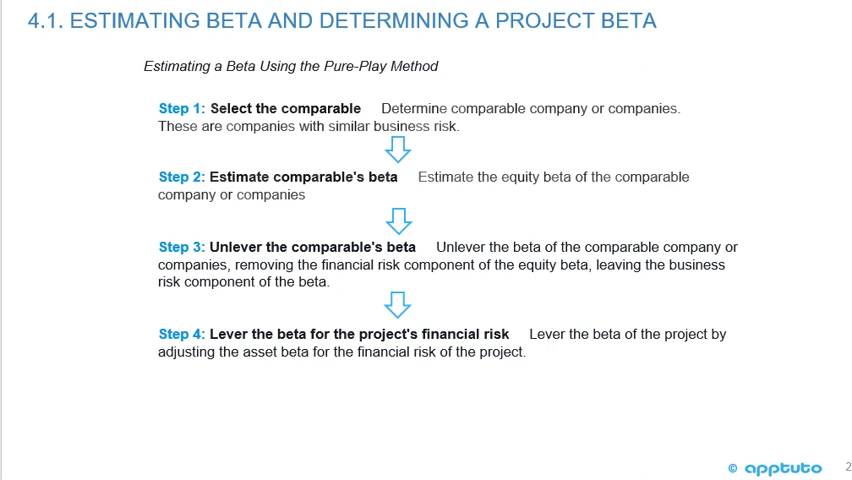 4.1. ESTIMATING BETA AND DETERMINING A PROJECT BETA
Estimating a Beta Using the Pure-Play Method
Step 1: Select the comparable Determine comparable company or companies.
These are companies with similar business risk.
Step 2: Estimate comparable's beta Estimate the equity beta of the comparable
company or companies
Step 3: Unlever the comparable's beta Unlever the beta of the comparable company or
companies, removing the financial risk component of the equity beta, leaving the business
risk component of the beta.
Step 4: Lever the beta for the project's financial risk Lever the beta of the project by
adjusting the asset beta for the financial risk of the project.
© apptuto 2